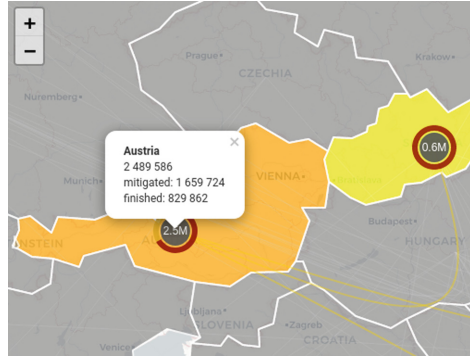 +
−
Prague
Krakow
CZECHIA
Nuremberg
0.6M
Austria
×
2 489 586
mitigated: 1 659 724
finished: 829 862
Munich
VIENNA
2.5M
Budapest
HUNGARY
Ljubljana
SLOVENIA
Zagreb
CROATIA
Venice